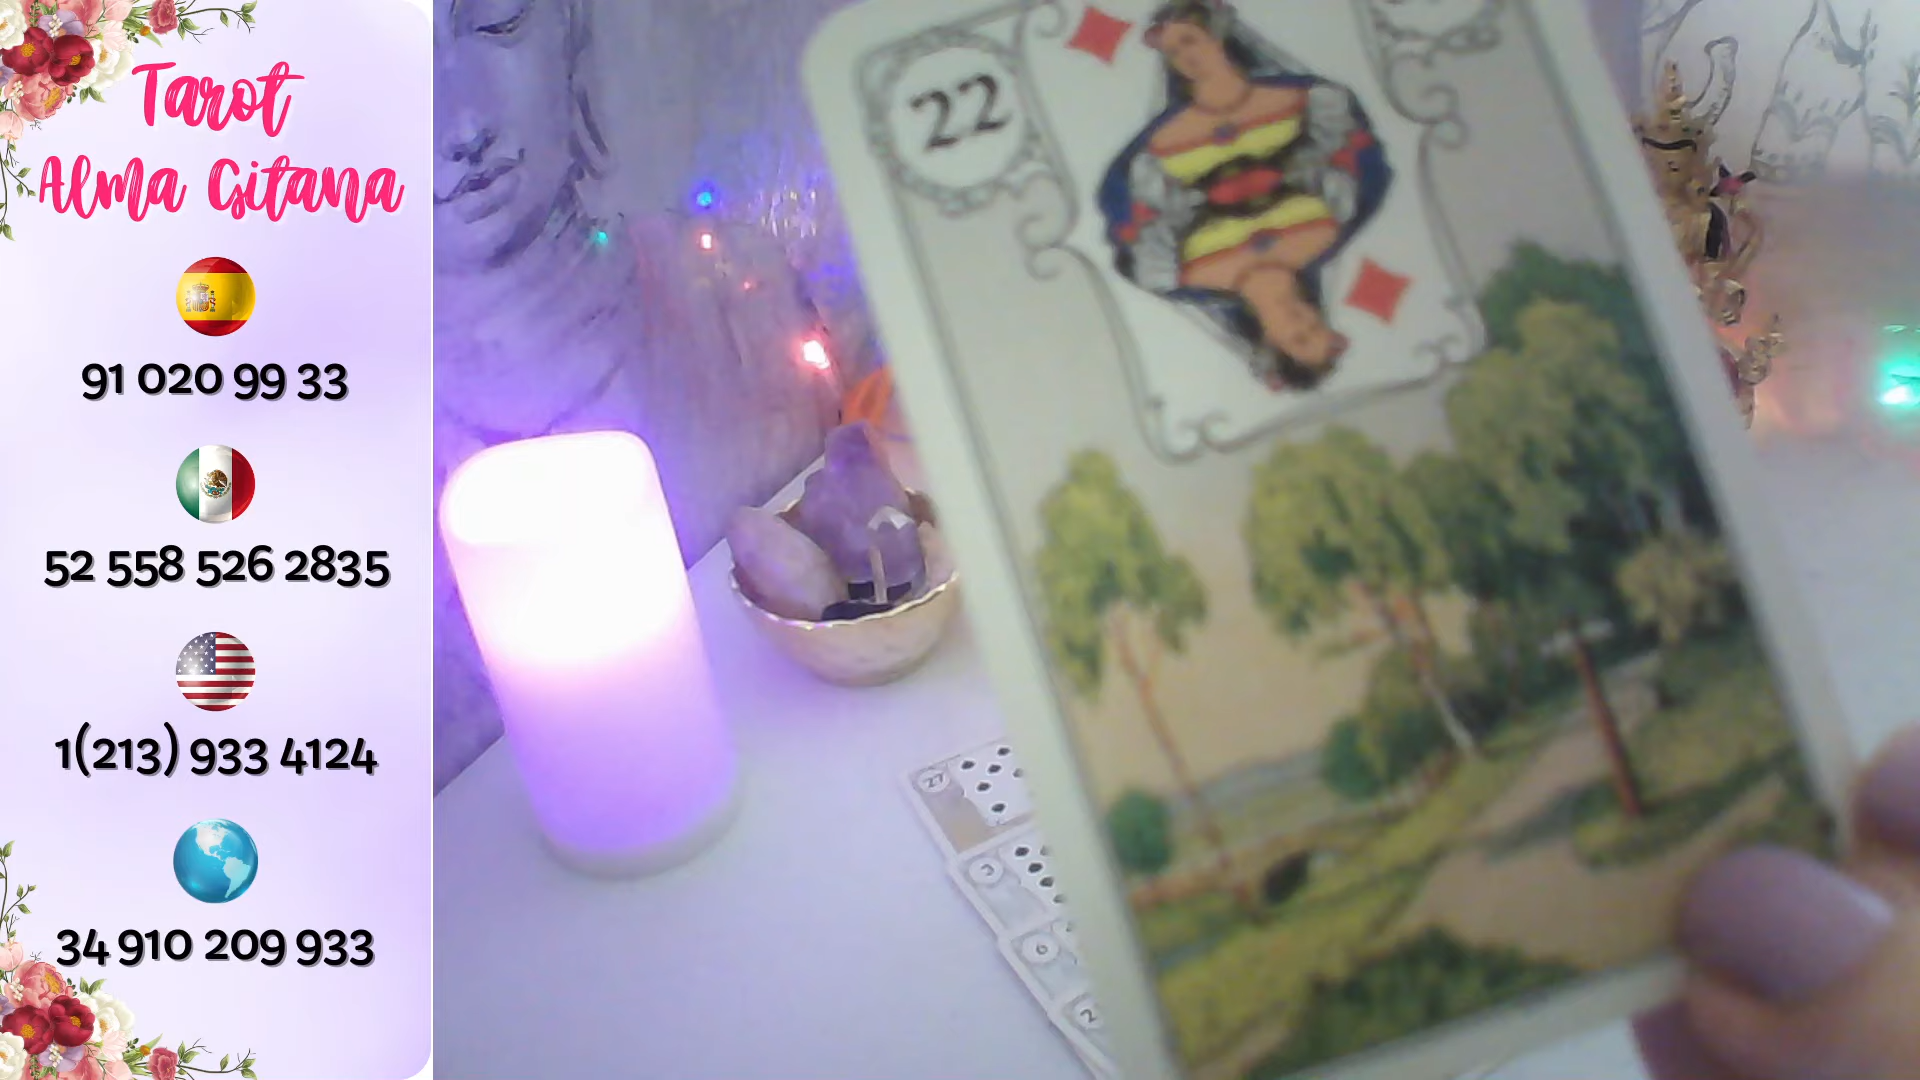 Tarot
Alma Gitana
91 020 99 33
52 558 526 2835
1(213) 933 4124
34 910 209 933
22
27